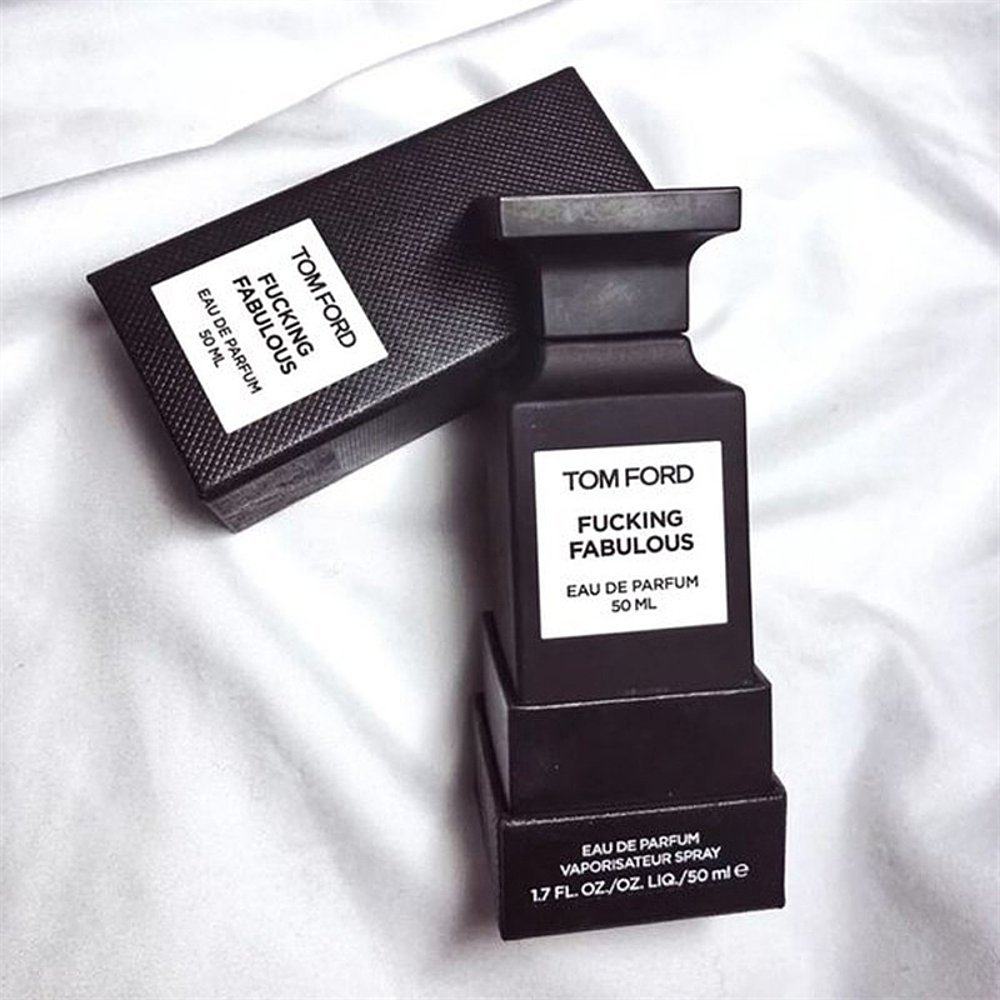 TOM FORD
FUCKING
FABULOUS
EAU DE PARFUM
50 ML
TOM FORD
FUCKING
FABULOUS
EAU DE PARFUM
50 ML
EAU DE PARFUM
VAPORISATEUR SPRAY
1.7 FL. OZ./OZ. LIQ./50 ml ℮